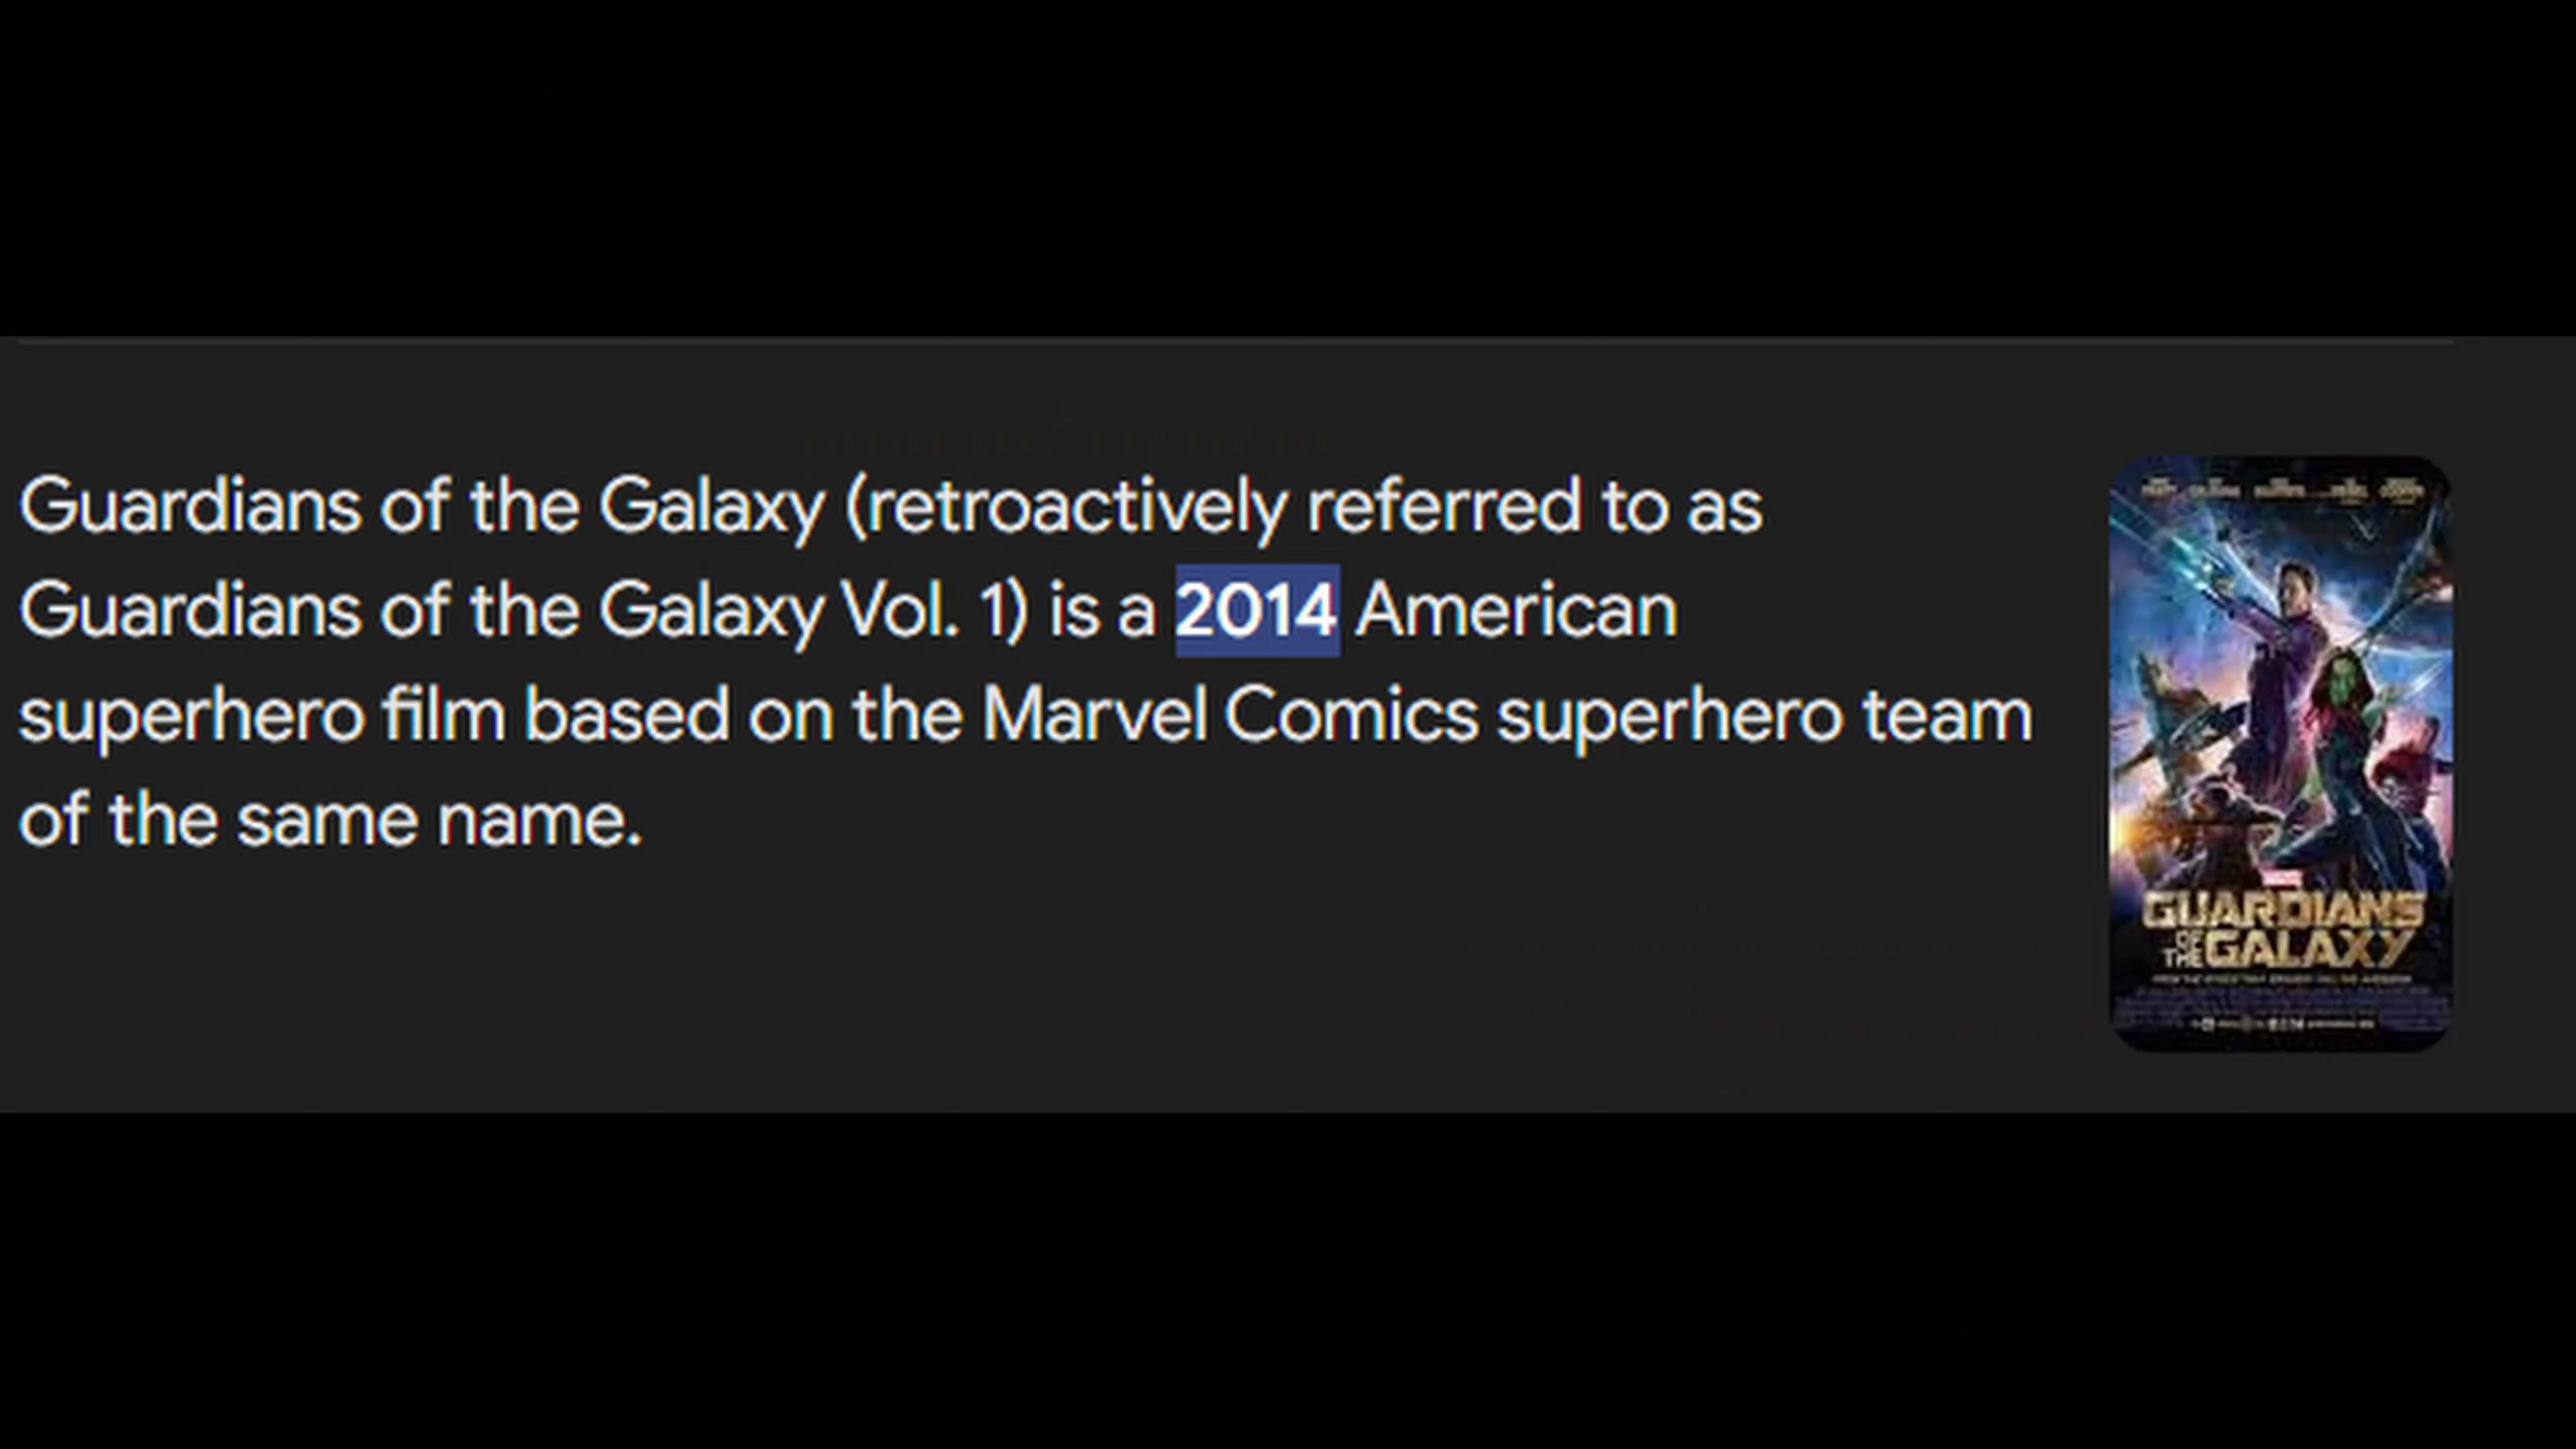 Guardians of the Galaxy (retroactively referred to as
Guardians of the Galaxy Vol. 1) is a 2014 American
superhero film based on the Marvel Comics superhero team
of the same name.
MARVEL
GUARDIANS
OF
THE GALAXY